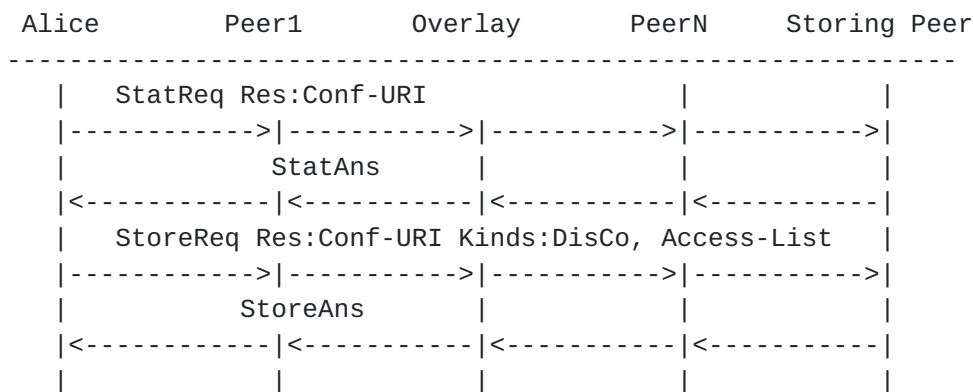 Alice        Peer1        Overlay        PeerN     Storing Peer
-------------------------------------------------------------
   |   StatReq Res:Conf-URI                |            |
   |------------>|----------->|----------->|----------->|
   |             StatAns      |            |            |
   |<------------|<-----------|<-----------|<-----------|
   |   StoreReq Res:Conf-URI Kinds:DisCo, Access-List   |
   |------------>|----------->|----------->|----------->|
   |           StoreAns       |            |            |
   |<------------|<-----------|<-----------|<-----------|
   |             |            |            |            |